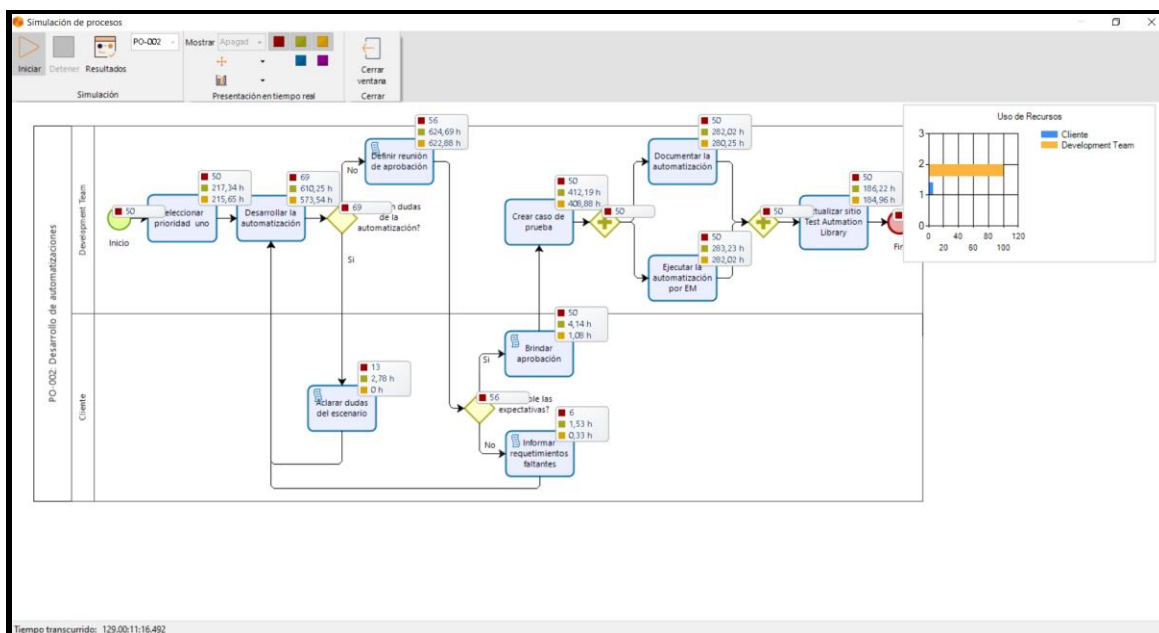 Simulación de procesos
Iniciar
Detener
Resultados
PO-002
Simulación
Mostrar
Apagad
Presentación en tiempo real
Cerrar
ventana
Cerrar
PO-002: Desarrollo de automatizaciones
Development Team
Cliente
50
Inicio
50
217,34 h
215,65 h
eleccionar
prioridad uno
69
610,25 h
573,54 h
Desarrollar la
automatización
69
n dudas
de la
automatización?
No
Si
56
624,69 h
622,88 h
Definir reunión
de aprobación
50
412,19 h
408,88 h
Crear caso de
prueba
50
50
282,02 h
280,25 h
Documentar la
automatización
50
283,23 h
282,02 h
Ejecutar la
automatización
por EM
50
50
186,22 h
184,96 h
ctualizar sitio
Test Autmation
Library
Fir
13
2,78 h
0 h
Aclarar dudas
del escenario
56
ple las
expectativas?
Si
No
50
4,14 h
1,08 h
Brindar
aprobación
6
1,53 h
0,33 h
Informar
requetimientos
faltantes
Uso de Recursos
3
2
1
0
0 40 80 120
20 60 100
Cliente
Development Team
Tiempo transcurrido: 129.00:11:16.492